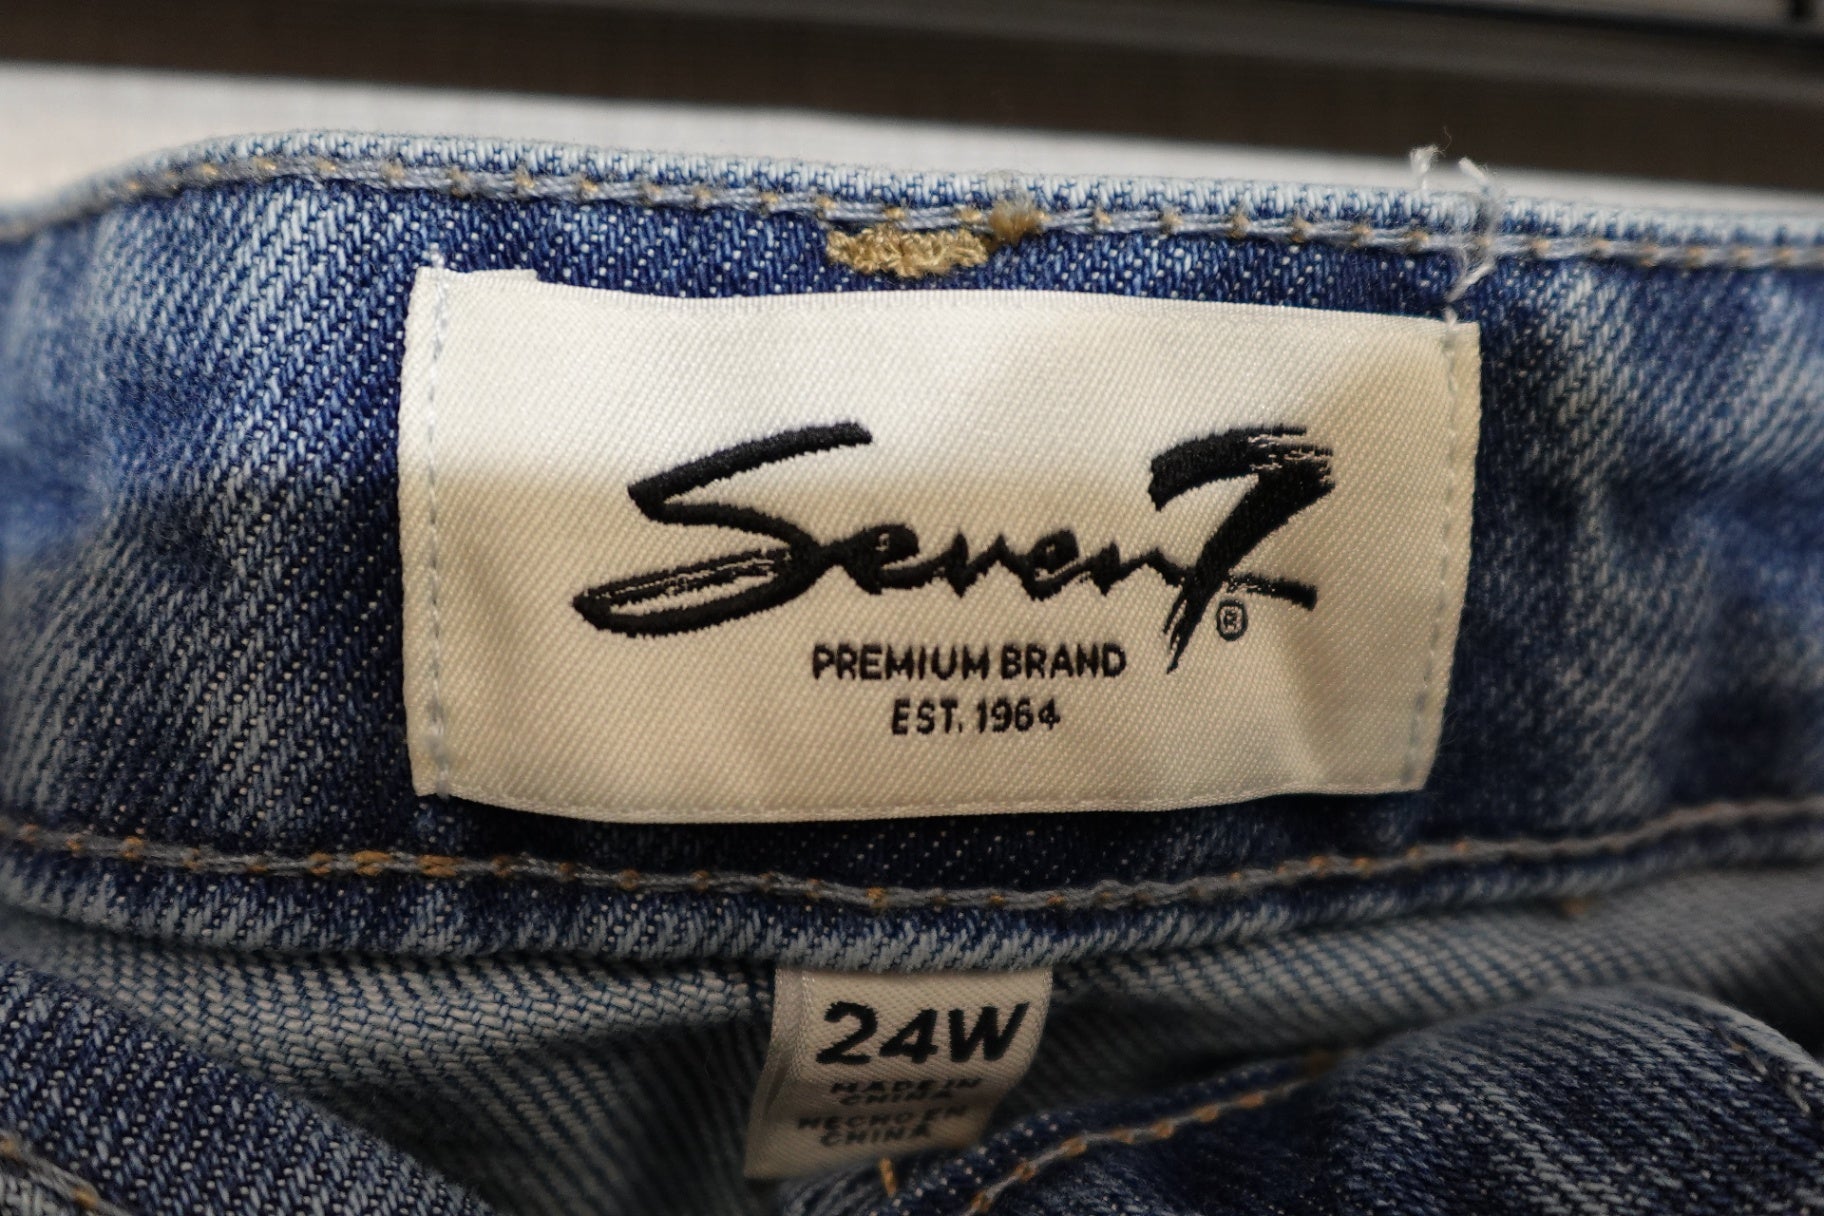 Seven7®
PREMIUM BRAND
EST. 1964
24W
MADE IN
CHINA
HECHO EN
CHINA